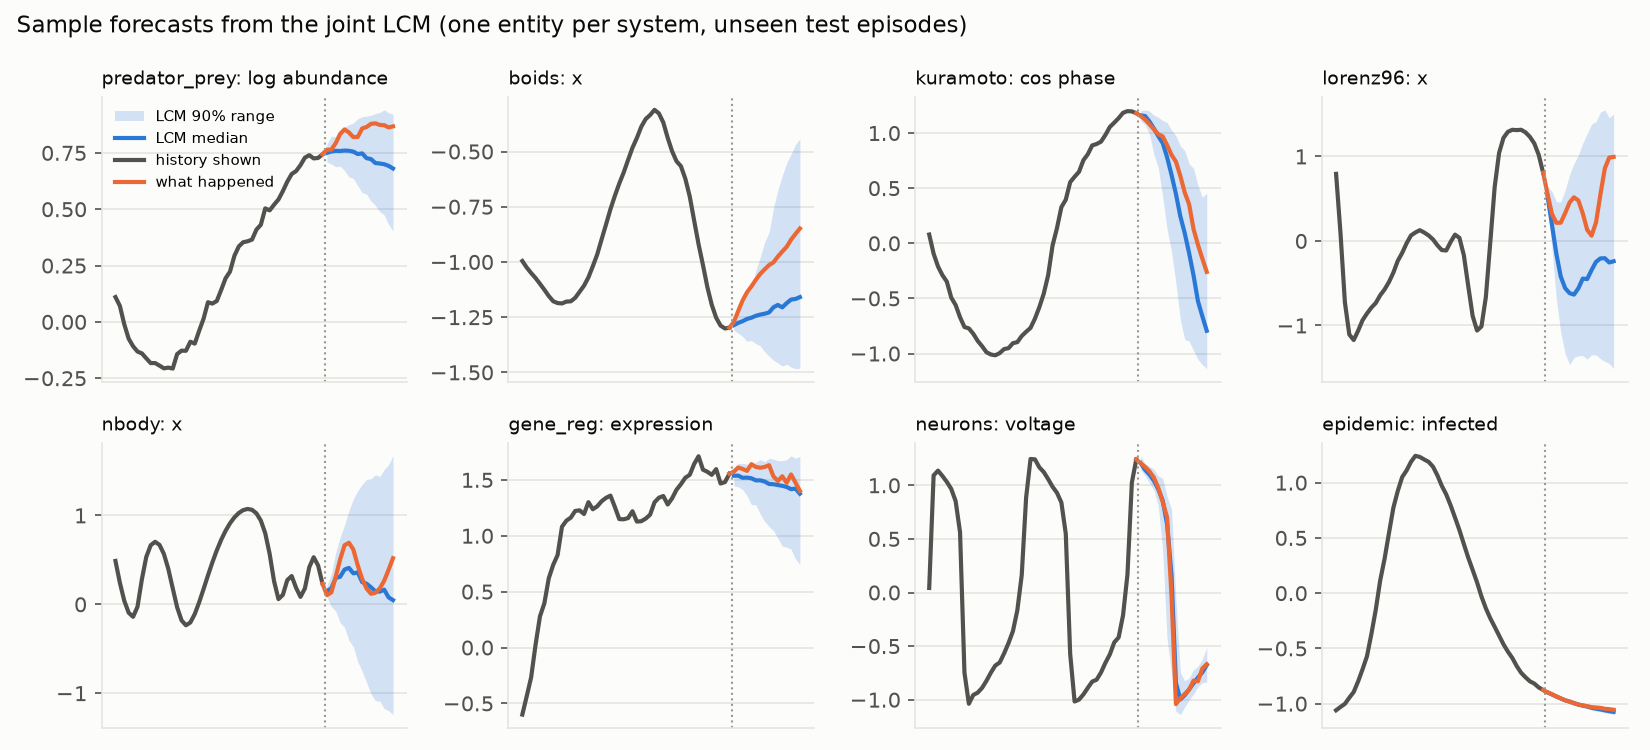 Sample forecasts from the joint LCM (one entity per system, unseen test episodes)
predator_prey: log abundance
LCM 90% range
LCM median
history shown
what happened
0.75
0.50
0.25
0.00
−0.25
boids: x
−0.50
−0.75
−1.00
−1.25
−1.50
kuramoto: cos phase
1.0
0.5
0.0
−0.5
−1.0
lorenz96: x
1
0
−1
nbody: x
1
0
−1
gene_reg: expression
1.5
1.0
0.5
0.0
−0.5
neurons: voltage
1.0
0.5
0.0
−0.5
−1.0
epidemic: infected
1.0
0.5
0.0
−0.5
−1.0